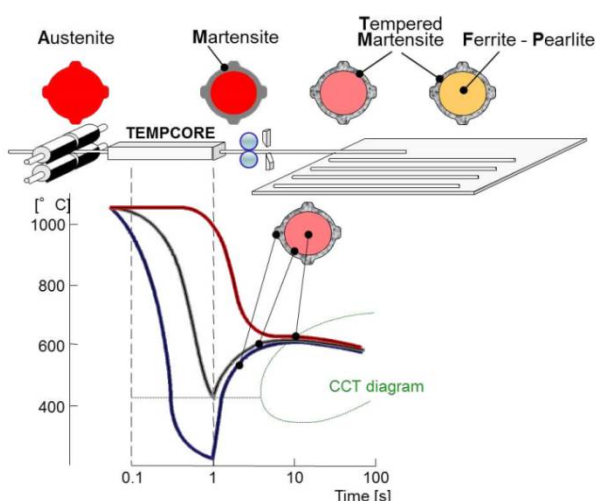 Austenite
Martensite
Tempered
Martensite
Ferrite - Pearlite
TEMPCORE
[° C]
1000
800
600
400
CCT diagram
0.1
1
10
100
Time [s]